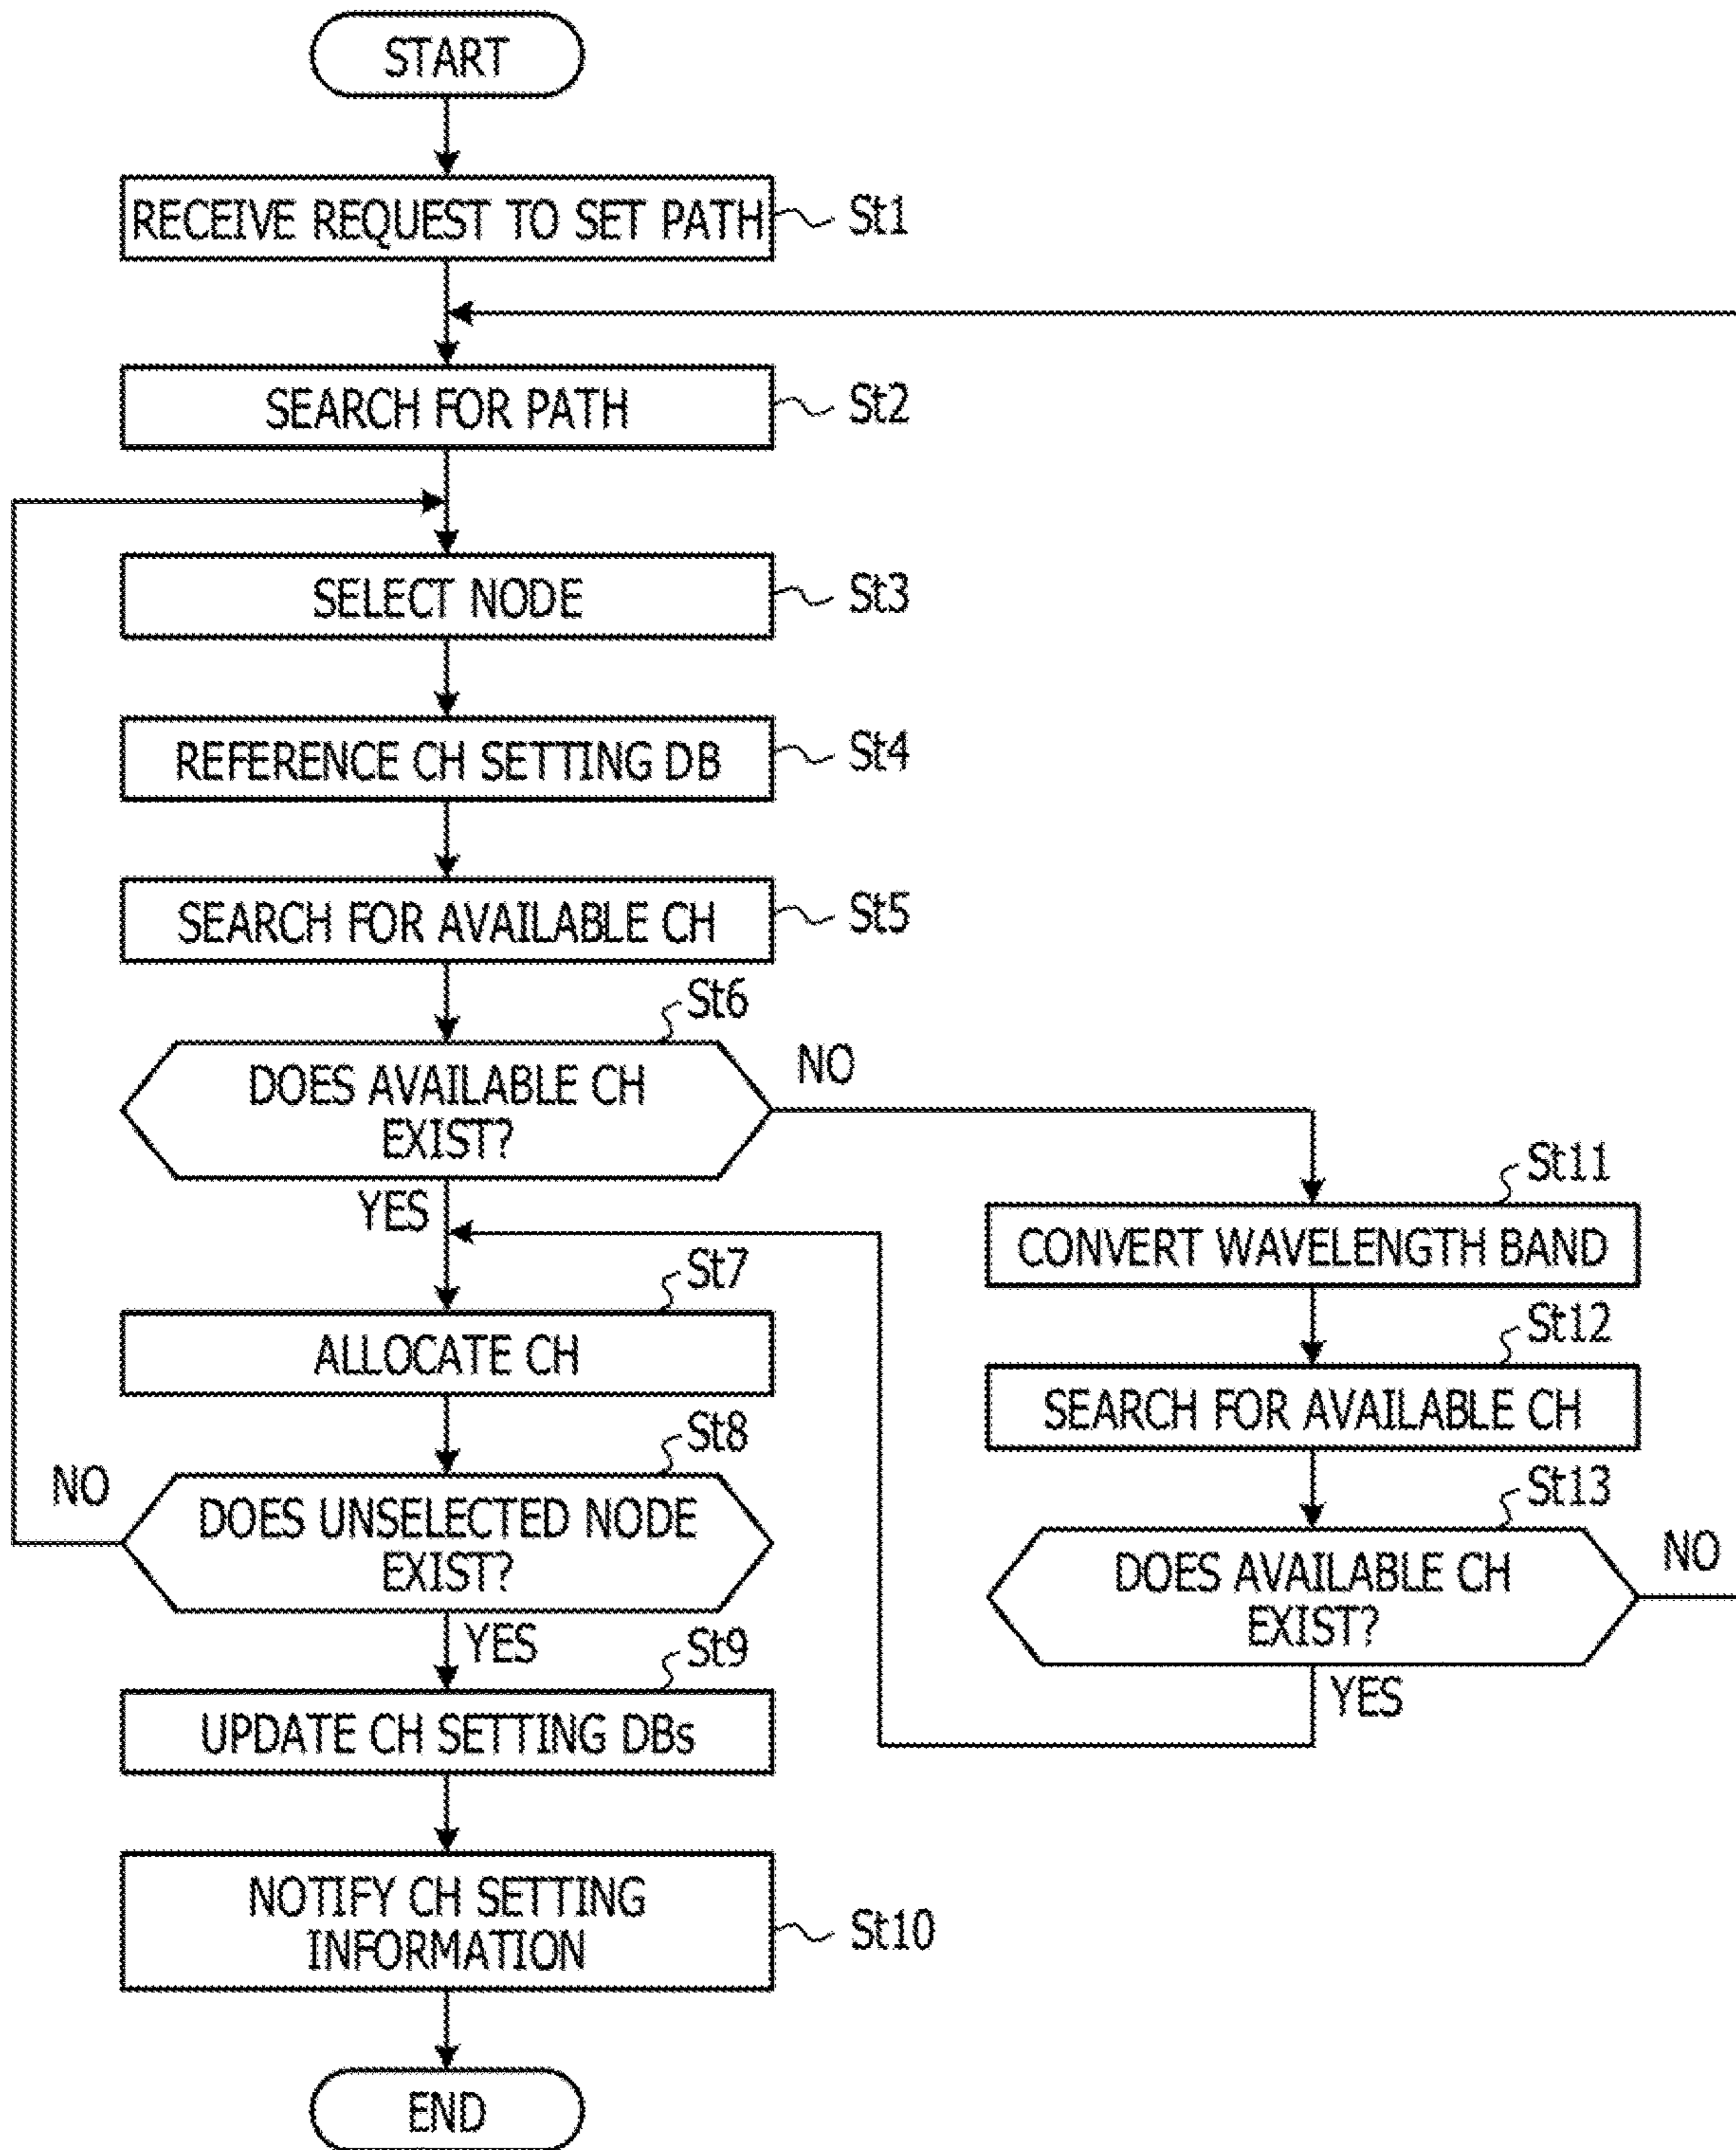 START
RECEIVE REQUEST TO SET PATH
St1
SEARCH FOR PATH
St2
SELECT NODE
St3
REFERENCE CH SETTING DB
St4
SEARCH FOR AVAILABLE CH
St5
St6
DOES AVAILABLE CH
EXIST?
NO
YES
St11
CONVERT WAVELENGTH BAND
St12
SEARCH FOR AVAILABLE CH
St13
DOES AVAILABLE CH
EXIST?
NO
YES
St7
ALLOCATE CH
St8
DOES UNSELECTED NODE
EXIST?
NO
YES
St9
UPDATE CH SETTING DBs
NOTIFY CH SETTING
INFORMATION
St10
END